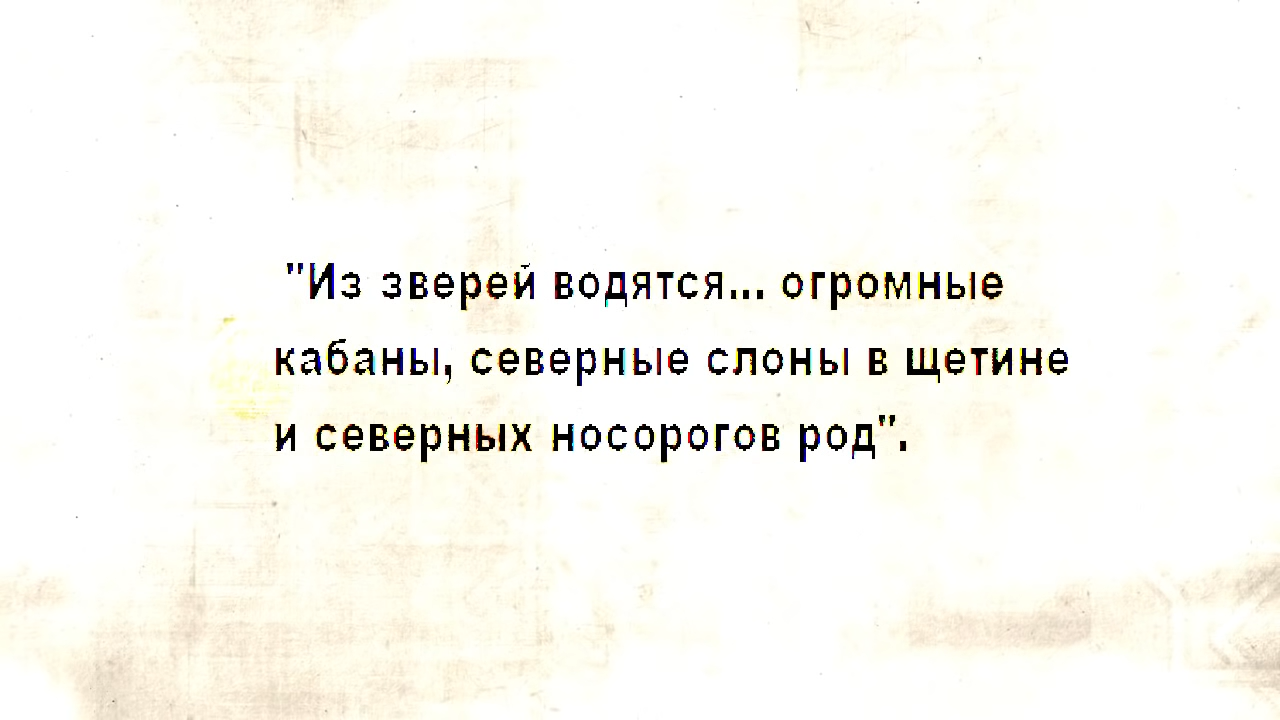 "Из зверей водятся... огромные
кабаны, северные слоны в щетине
и северных носорогов род".